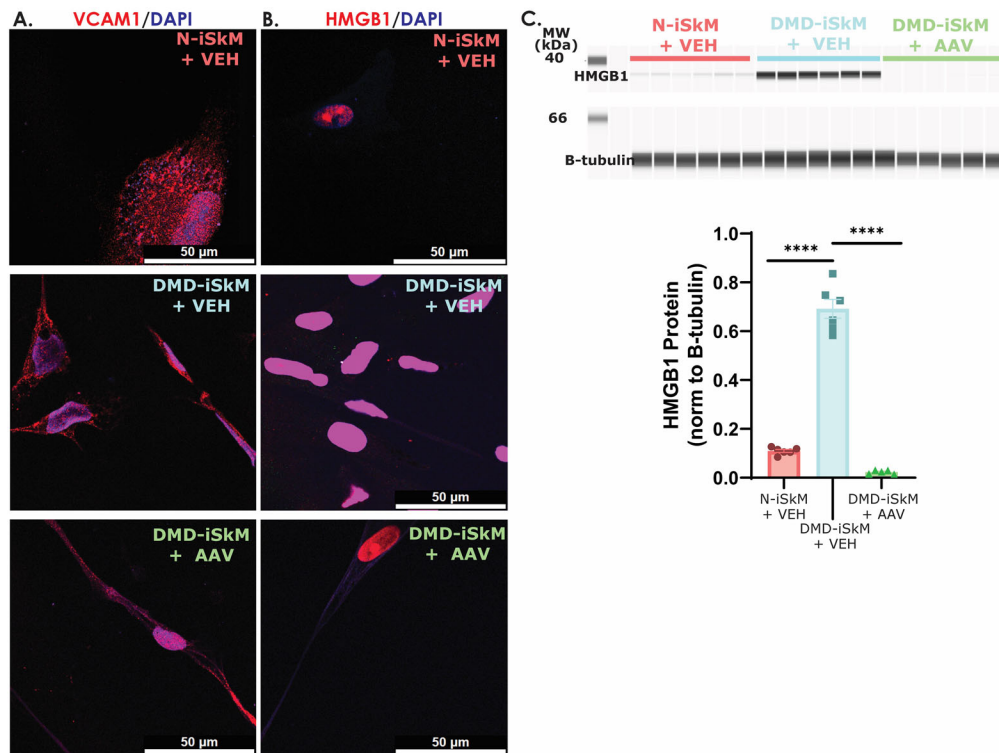 A.
VCAM1/DAPI
N-iSkM
+ VEH
50 µm
DMD-iSkM
+ VEH
DMD-iSkM
+ AAV
50 µm
B.
HMGB1/DAPI
N-iSkM
+ VEH
50 µm
DMD-iSkM
+ VEH
50 µm
DMD-iSkM
+ AAV
50 µm
C.
MW
(kDa)
N-iSkM
+ VEH
DMD-iSkM
+ VEH
DMD-iSkM
+ AAV
40
HMGB1
66
B-tubulin
HMGB1 Protein
(norm to B-tubulin)
1.0
0.8
0.6
0.4
0.2
0.0
****
****
N-iSkM
+ VEH
DMD-iSkM
+ VEH
DMD-iSkM
+ AAV